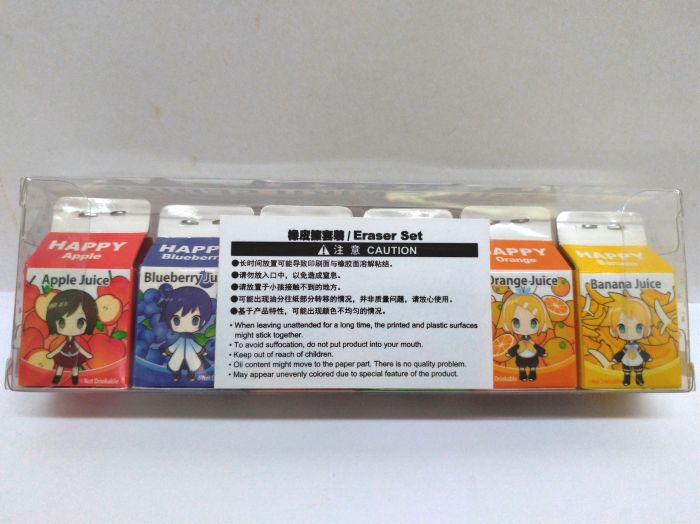 HAPPY
Apple
Apple Juice
Not Drinkable
HAPPY
Blueberry
Blueberry
Not
橡皮擦套装 / Eraser Set
注 意 CAUTION
●长时间放置可能导致印刷面与橡胶面溶解粘结。
●请勿放入口中，以免造成窒息。
●请放置于小孩接触不到的地方。
●可能出现油分往纸部分转移的情况，并非质量问题，请放心使用。
●基于产品特性，可能出现颜色不均匀的情况。
• When leaving unattended for a long time, the printed and plastic surfaces
might stick together.
• To avoid suffocation, do not put product into your mouth.
• Keep out of reach of children.
• Oil content might move to the paper part. There is no quality problem.
• May appear unevenly colored due to special feature of the product.
HAPPY
Orange
Orange Juice
Not Drinkable
HAPPY
Banana
Banana Juice
Not Drinkable